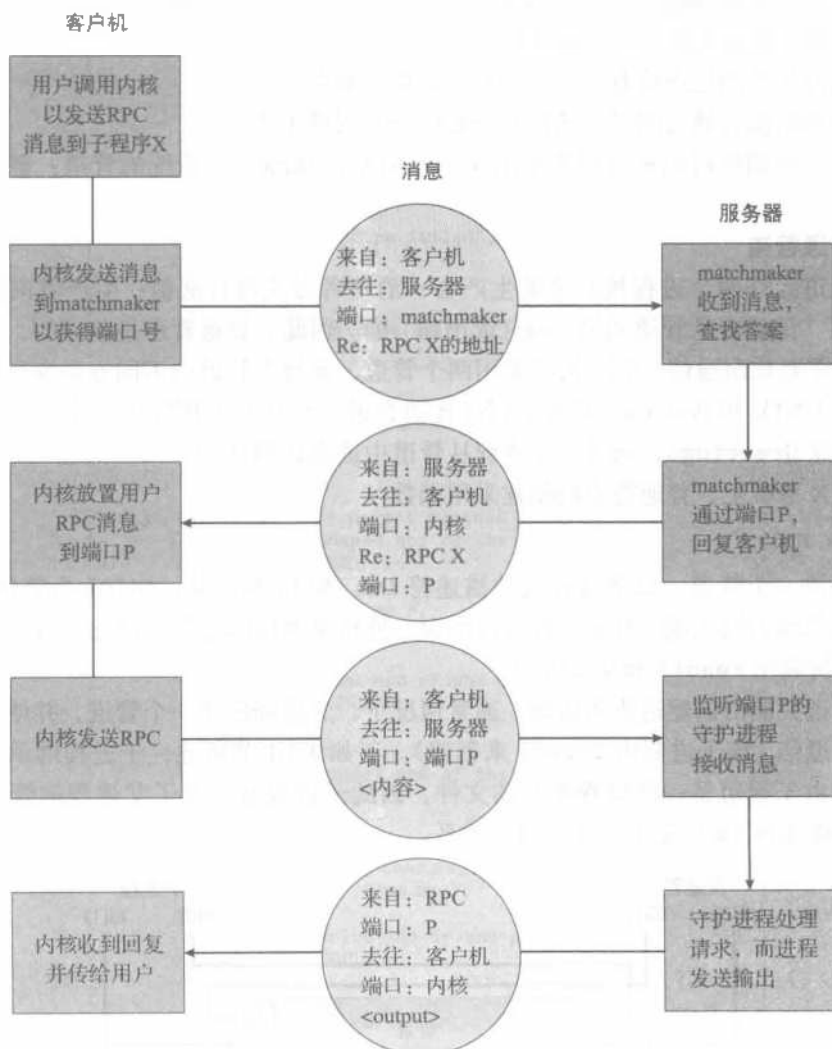 客户机
用户调用内核
以发送RPC
消息到子程序X
消息
服务器
内核发送消息
到matchmaker
以获得端口号
来自：客户机
去往：服务器
端口：matchmaker
Re：RPC X的地址
matchmaker
收到消息，
查找答案
内核放置用户
RPC消息
到端口P
来自：服务器
去往：客户机
端口：内核
Re：RPC X
端口：P
matchmaker
通过端口P，
回复客户机
内核发送RPC
来自：客户机
去往：服务器
端口：端口P
<内容>
监听端口P的
守护进程
接收消息
内核收到回复
并传给用户
来自：RPC
端口：P
去往：客户机
端口：内核
<output>
守护进程处理
请求，而进程
发送输出